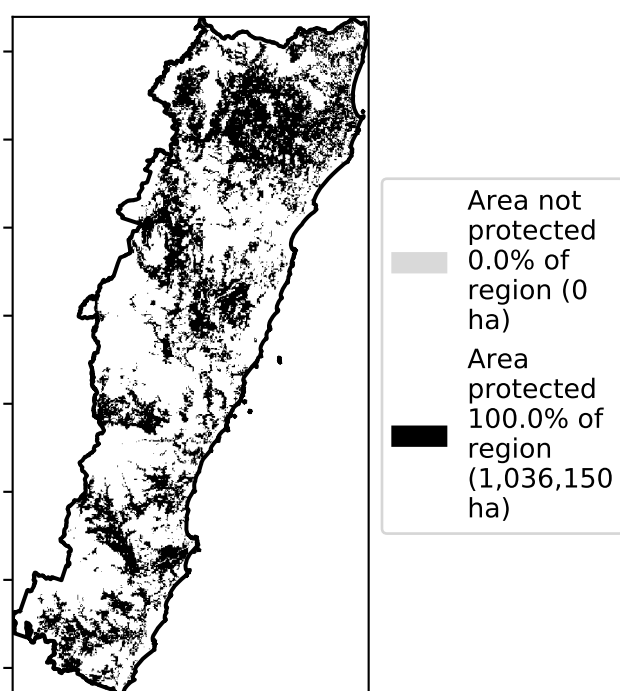 Area not
protected
0.0% of
region (0
ha)
Area
protected
100.0% of
region
(1,036,150
ha)